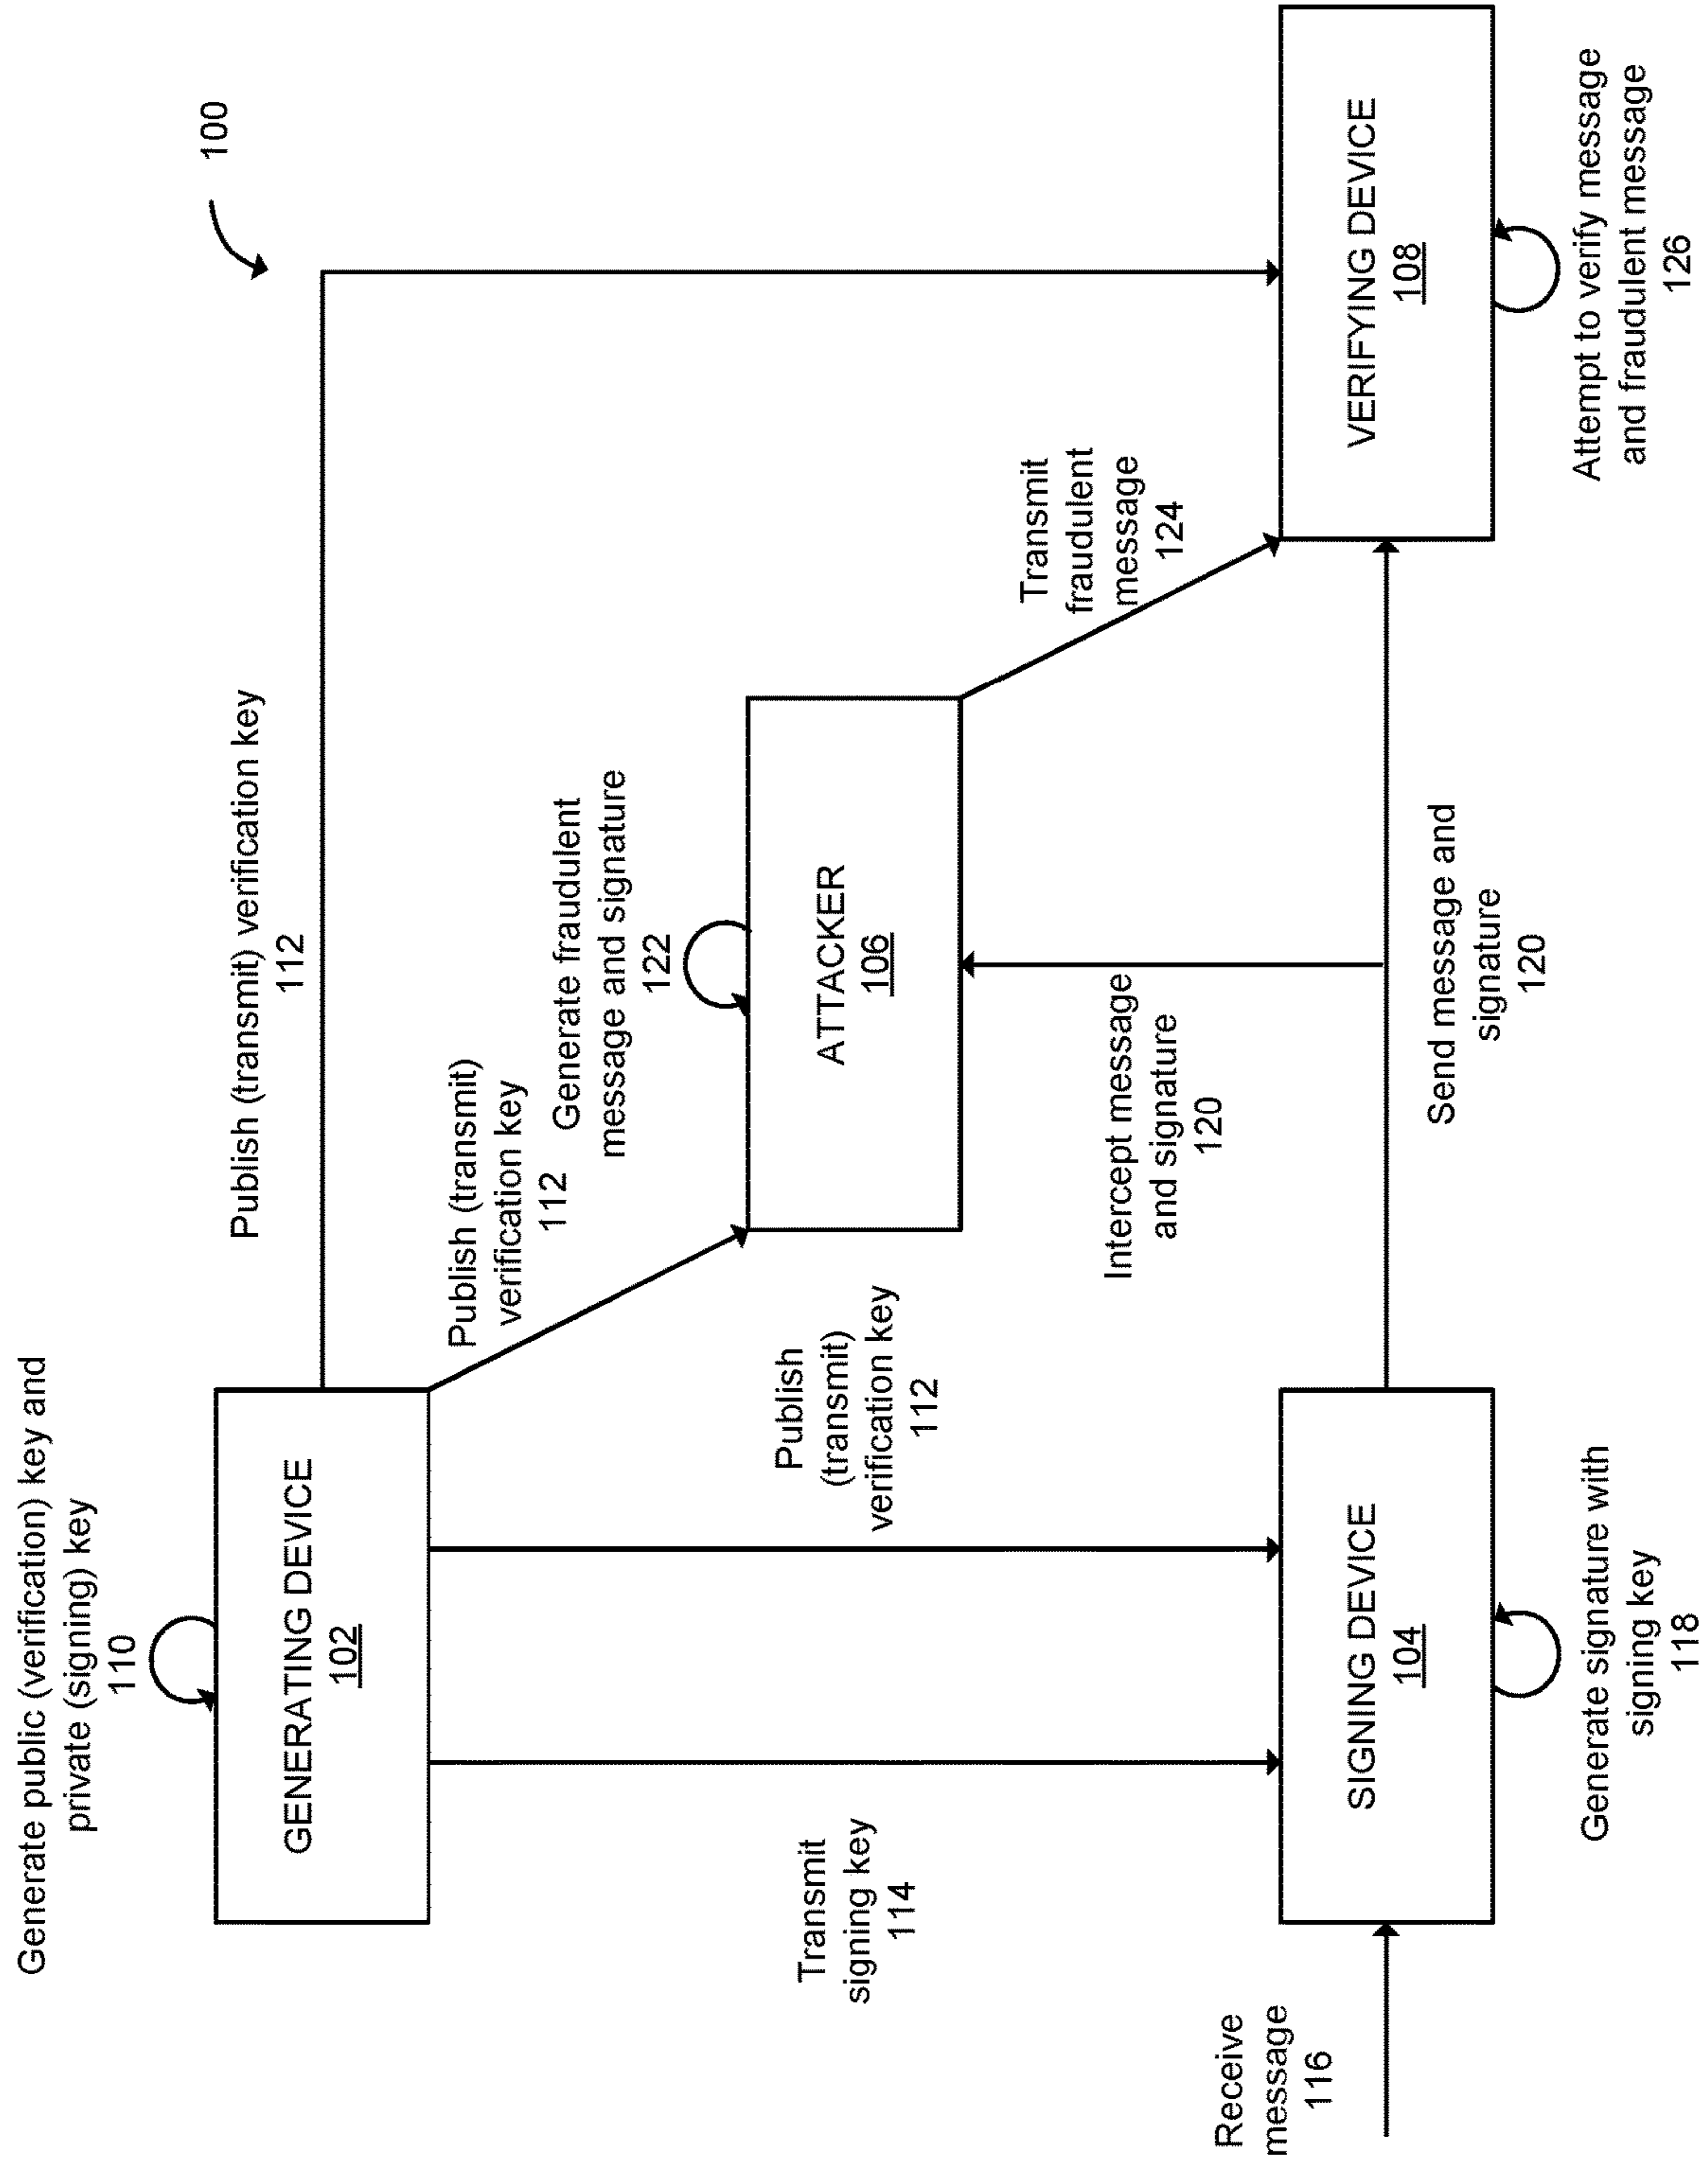 100
Generate public (verification) key and
private (signing) key
110
GENERATING DEVICE
102
Publish (transmit) verification key
112
Publish (transmit)
verification key
112
Generate fraudulent
message and signature
122
ATTACKER
106
Transmit
signing key
114
Publish
(transmit)
verification key
112
Intercept message
and signature
120
Transmit
fraudulent
message
124
Receive
message
116
SIGNING DEVICE
104
Generate signature with
signing key
118
Send message and
signature
120
VERIFYING DEVICE
108
Attempt to verify message
and fraudulent message
126